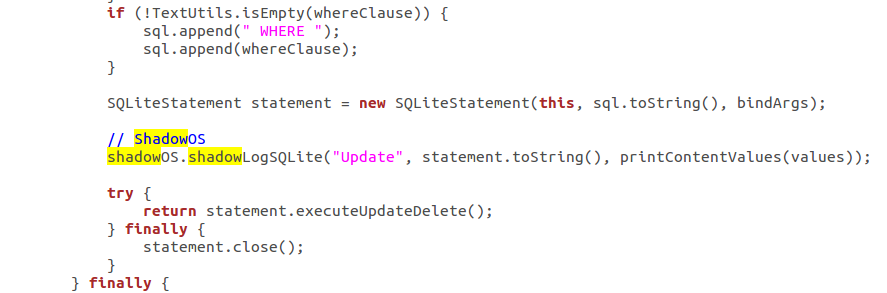 if (!TextUtils.isEmpty(whereClause)) {
sql.append(" WHERE ");
sql.append(whereClause);
}
SQLiteStatement statement = new SQLiteStatement(this, sql.toString(), bindArgs);
// ShadowOS
shadowOS.shadowLogSQLite("Update", statement.toString(), printContentValues(values));
try {
return statement.executeUpdateDelete();
} finally {
statement.close();
}
} finally {